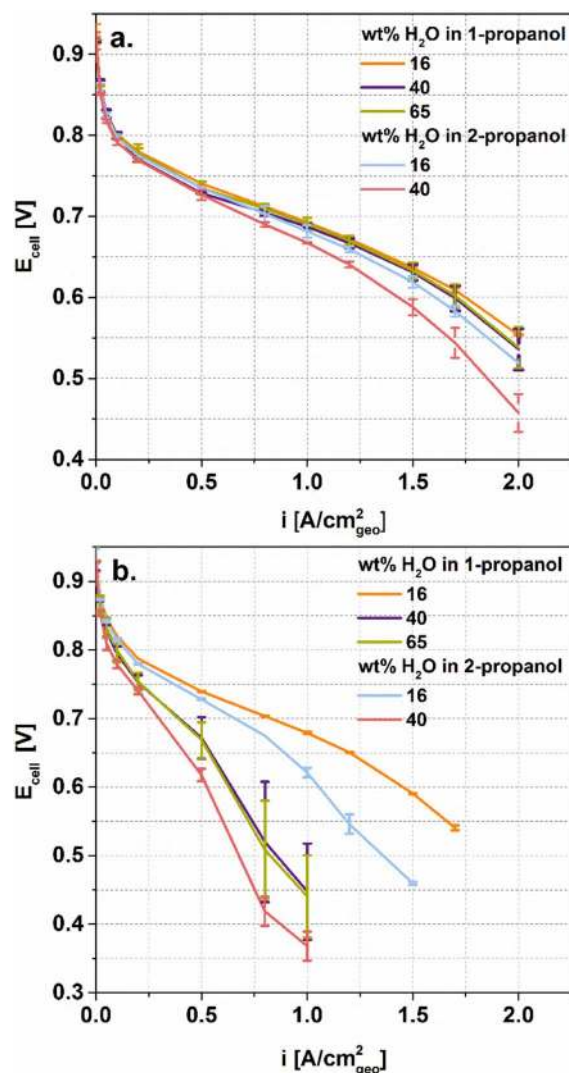 a.
wt% H₂O in 1-propanol
16
40
65
wt% H₂O in 2-propanol
16
40
E_cell [V]
0.9
0.8
0.7
0.6
0.5
0.4
0.0 0.5 1.0 1.5 2.0
i [A/cm²_geo]
b.
wt% H₂O in 1-propanol
16
40
65
wt% H₂O in 2-propanol
16
40
E_cell [V]
0.9
0.8
0.7
0.6
0.5
0.4
0.3
0.0 0.5 1.0 1.5 2.0
i [A/cm²_geo]